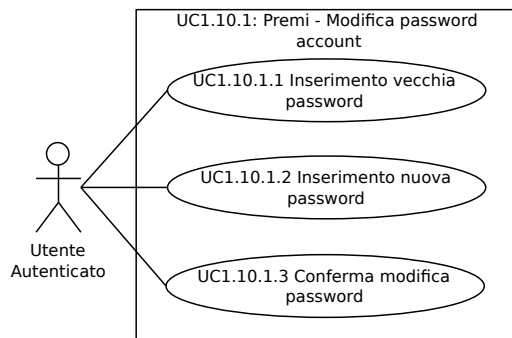 UC1.10.1: Premi - Modifica password
account
UC1.10.1.1 Inserimento vecchia
password
UC1.10.1.2 Inserimento nuova
password
Utente
Autenticato
UC1.10.1.3 Conferma modifica
password